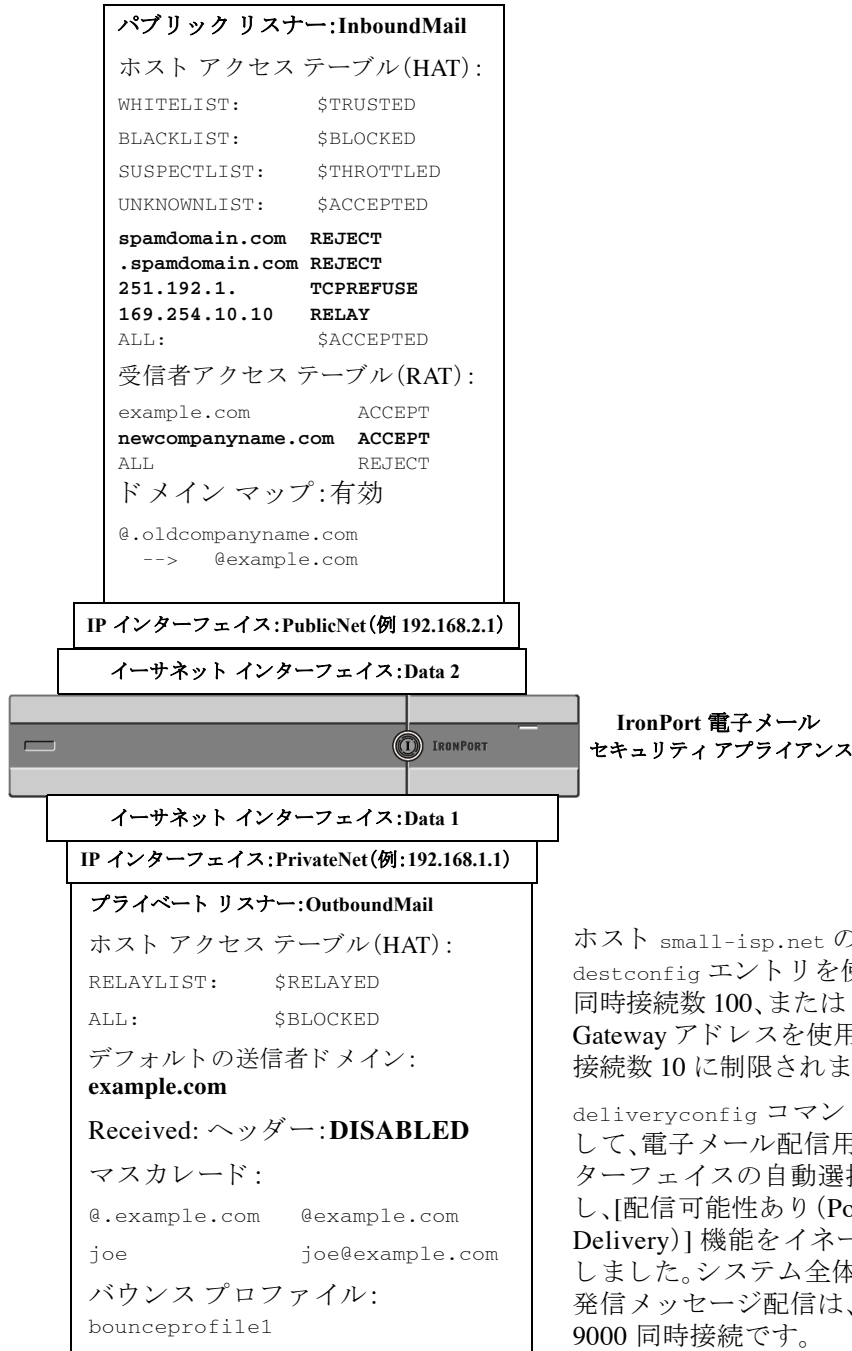 パブリック リスナー:InboundMail
ホスト アクセス テーブル(HAT):
WHITELIST: $TRUSTED
BLACKLIST: $BLOCKED
SUSPECTLIST: $THROTTLED
UNKNOWNLIST: $ACCEPTED
spamdomain.com REJECT
.spamdomain.com REJECT
251.192.1. TCPREFUSE
169.254.10.10 RELAY
ALL: $ACCEPTED
受信者アクセス テーブル(RAT):
example.com ACCEPT
newcompanyname.com ACCEPT
ALL REJECT
ドメイン マップ:有効
@.oldcompanyname.com
--> @example.com
IP インターフェイス:PublicNet(例 192.168.2.1)
イーサネット インターフェイス:Data 2
IRONPORT
IronPort 電子メール
セキュリティ アプライアンス
イーサネット インターフェイス:Data 1
IP インターフェイス:PrivateNet(例:192.168.1.1)
プライベート リスナー:OutboundMail
ホスト アクセス テーブル(HAT):
RELAYLIST: $RELAYED
ALL: $BLOCKED
デフォルトの送信者ドメイン:
example.com
Received: ヘッダー:DISABLED
マスカレード:
@.example.com @example.com
joe joe@example.com
バウンス プロファイル:
bounceprofile1
ホスト small-isp.net の
destconfig エントリを使
同時接続数 100、または
Gateway アドレスを使用
接続数 10 に制限されま
deliveryconfig コマン
して、電子メール配信用
ターフェイスの自動選
し、[配信可能性あり(Po
Delivery)] 機能をイネー
しました。システム全体
発信メッセージ配信は、
9000 同時接続です。